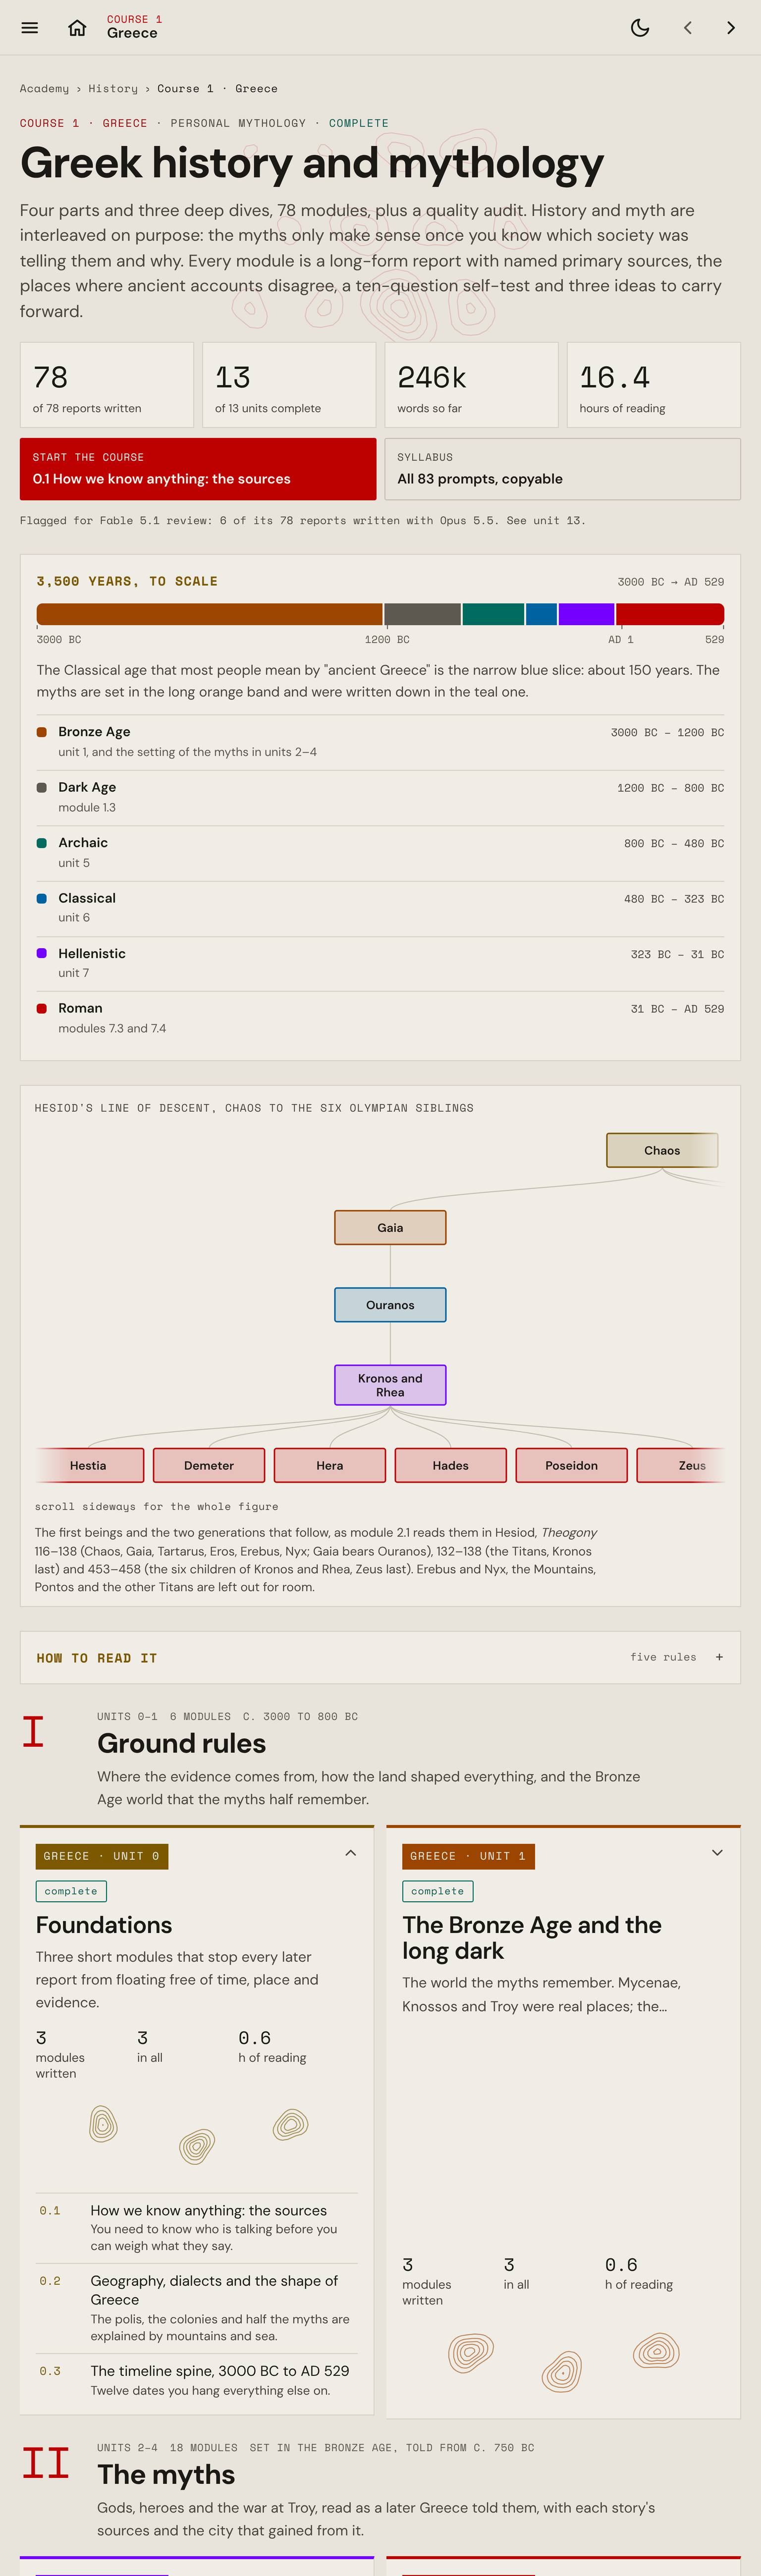 COURSE 1
Greece
Academy › History › Course 1 · Greece
COURSE 1 · GREECE · PERSONAL MYTHOLOGY · COMPLETE
Greek history and mythology
Four parts and three deep dives, 78 modules, plus a quality audit. History and myth are
interleaved on purpose: the myths only make sense once you know which society was
telling them and why. Every module is a long-form report with named primary sources, the
places where ancient accounts disagree, a ten-question self-test and three ideas to carry
forward.
78
of 78 reports written
13
of 13 units complete
246k
words so far
16.4
hours of reading
START THE COURSE
0.1 How we know anything: the sources
SYLLABUS
All 83 prompts, copyable
Flagged for Fable 5.1 review: 6 of its 78 reports written with Opus 5.5. See unit 13.
3,500 YEARS, TO SCALE
3000 BC → AD 529
3000 BC
1200 BC
AD 1
529
The Classical age that most people mean by "ancient Greece" is the narrow blue slice: about 150 years. The
myths are set in the long orange band and were written down in the teal one.
Bronze Age
3000 BC – 1200 BC
unit 1, and the setting of the myths in units 2–4
Dark Age
1200 BC – 800 BC
module 1.3
Archaic
800 BC – 480 BC
unit 5
Classical
480 BC – 323 BC
unit 6
Hellenistic
323 BC – 31 BC
unit 7
Roman
31 BC – AD 529
modules 7.3 and 7.4
HESIOD'S LINE OF DESCENT, CHAOS TO THE SIX OLYMPIAN SIBLINGS
Chaos
Gaia
Ouranos
Kronos and
Rhea
Hestia
Demeter
Hera
Hades
Poseidon
Zeus
scroll sideways for the whole figure
The first beings and the two generations that follow, as module 2.1 reads them in Hesiod, Theogony
116–138 (Chaos, Gaia, Tartarus, Eros, Erebus, Nyx; Gaia bears Ouranos), 132–138 (the Titans, Kronos
last) and 453–458 (the six children of Kronos and Rhea, Zeus last). Erebus and Nyx, the Mountains,
Pontos and the other Titans are left out for room.
HOW TO READ IT
five rules +
I
UNITS 0–1 6 MODULES C. 3000 TO 800 BC
Ground rules
Where the evidence comes from, how the land shaped everything, and the Bronze
Age world that the myths half remember.
GREECE · UNIT 0
complete
Foundations
Three short modules that stop every later
report from floating free of time, place and
evidence.
3
modules
written
3
in all
0.6
h of reading
0.1
How we know anything: the sources
You need to know who is talking before you
can weigh what they say.
0.2
Geography, dialects and the shape of
Greece
The polis, the colonies and half the myths are
explained by mountains and sea.
0.3
The timeline spine, 3000 BC to AD 529
Twelve dates you hang everything else on.
GREECE · UNIT 1
complete
The Bronze Age and the
long dark
The world the myths remember. Mycenae,
Knossos and Troy were real places; the…
3
modules
written
3
in all
0.6
h of reading
II
UNITS 2–4 18 MODULES SET IN THE BRONZE AGE, TOLD FROM C. 750 BC
The myths
Gods, heroes and the war at Troy, read as a later Greece told them, with each story's
sources and the city that gained from it.